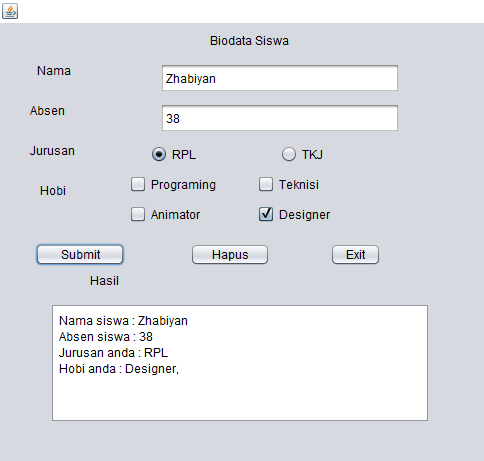 Biodata Siswa
Nama Zhabiyan
Absen 38
Jurusan RPL TKJ
Hobi Programing Teknisi
Animator Designer
Submit Hapus Exit
Hasil
Nama siswa : Zhabiyan
Absen siswa : 38
Jurusan anda : RPL
Hobi anda : Designer,